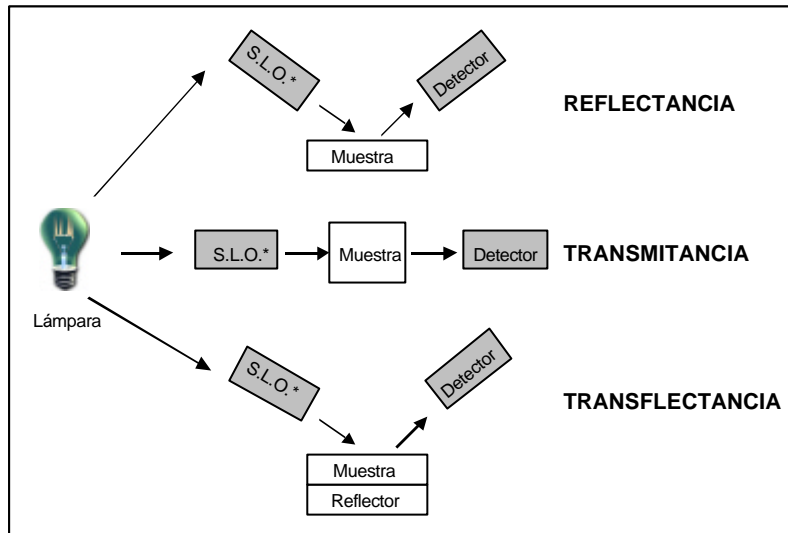 S.L.O.*
Detector
REFLECTANCIA
Muestra
S.L.O.*
Muestra
Detector
TRANSMITANCIA
Lámpara
S.L.O.*
Detector
TRANSFLECTANCIA
Muestra
Reflector